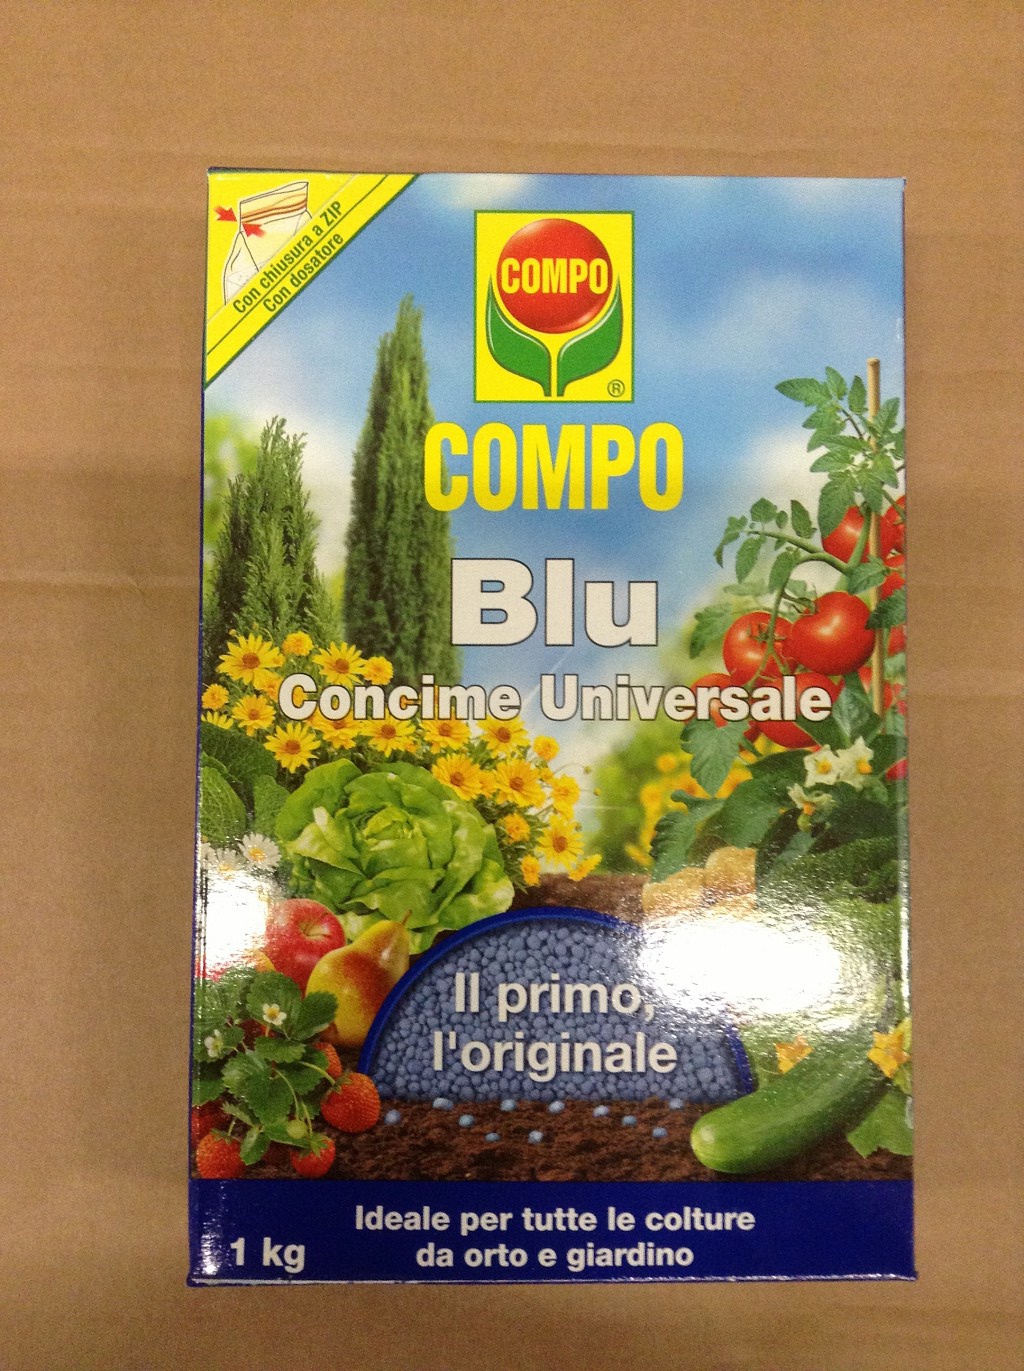 Con chiusura a ZIP
Con dosatore
COMPO
®
COMPO
Blu
Concime Universale
Il primo,
l'originale
Ideale per tutte le colture
da orto e giardino
1 kg